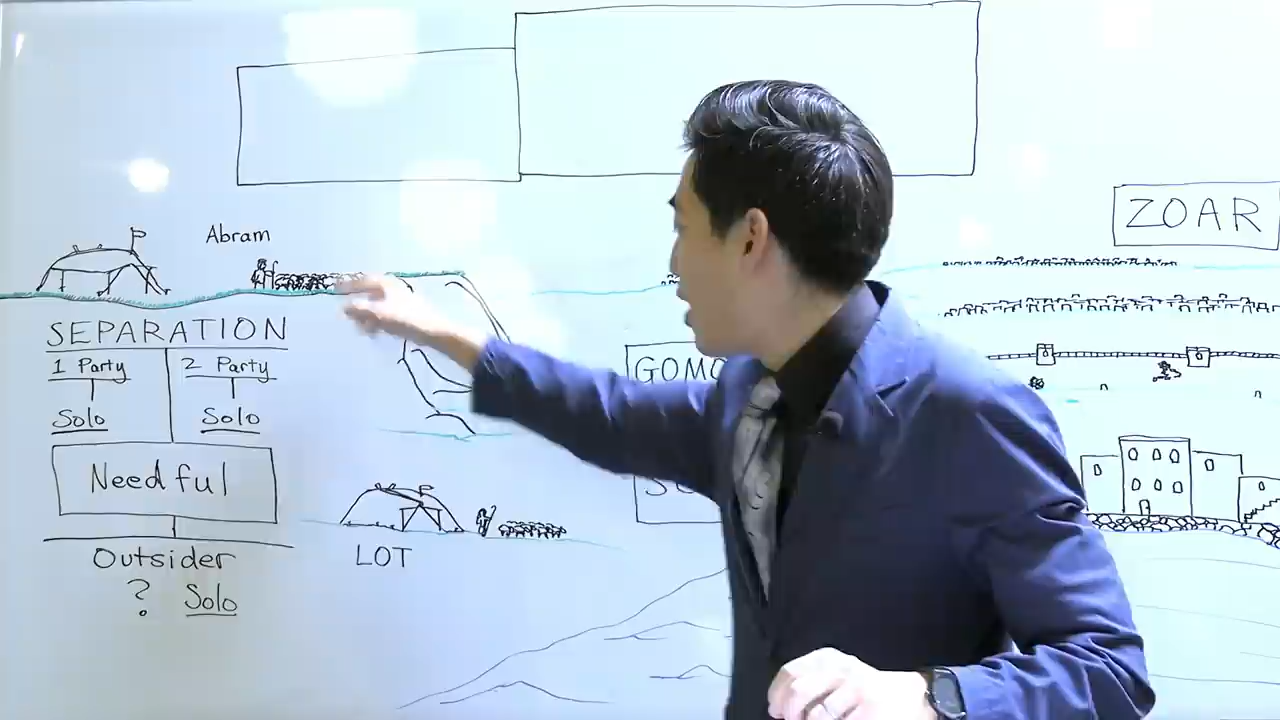 ZOAR
Abram
SEPARATION
1 Party
2 Party
Solo
Solo
Needful
Outsider
? Solo
LOT